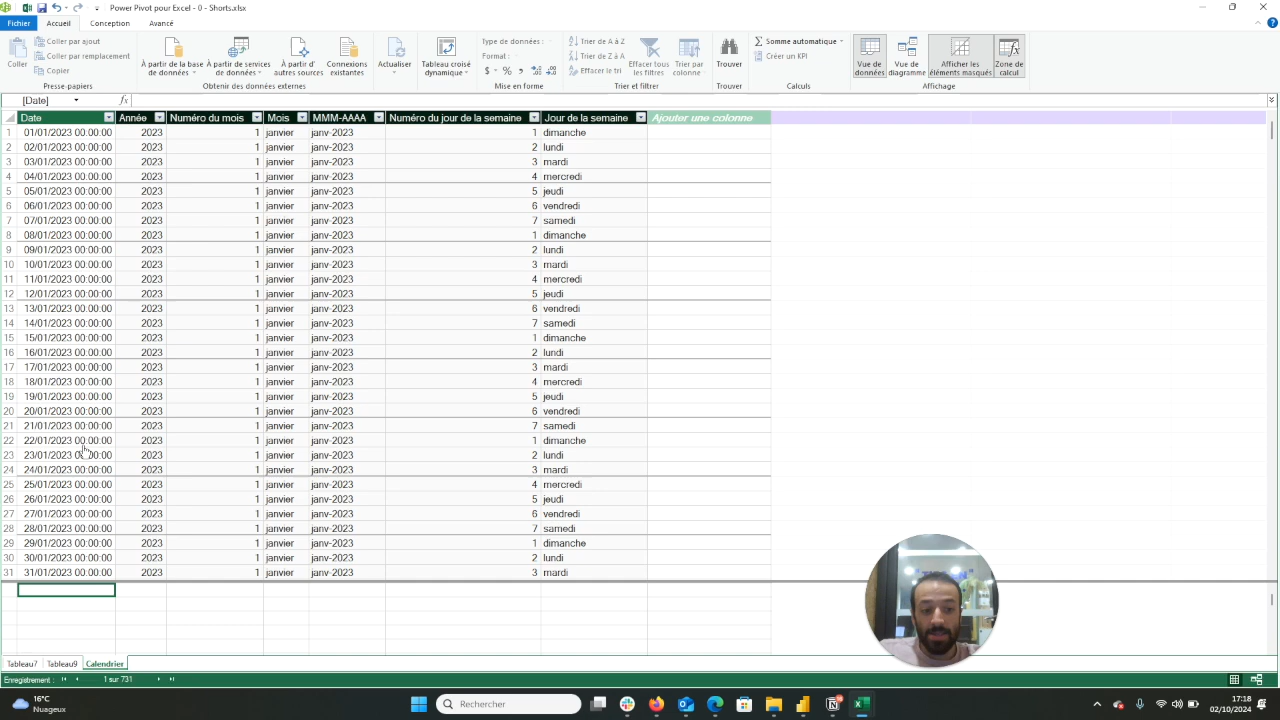 Power Pivot pour Excel - 0 - Shorts.xlsx
Fichier Accueil Conception Avancé
Coller
Coller par ajout
Coller par remplacement
Copier
Presse-papiers
À partir de la base de données
À partir de services de données
À partir d'autres sources
Connexions existantes
Obtenir des données externes
Actualiser
Tableau croisé dynamique
Type de données :
Format :
$ % ,
Mise en forme
Trier de A à Z
Trier de Z à A
Effacer le tri
Effacer tous les filtres
Trier par colonne
Trier et filtrer
Trouver
Trouver
Somme automatique
Créer un KPI
Calculs
Vue de données
Vue de diagramme
Afficher les éléments masqués
Zone de calcul
Affichage
[Date] fx
Date Année Numéro du mois Mois MMM-AAAA Numéro du jour de la semaine Jour de la semaine Ajouter une colonne
1 01/01/2023 00:00:00 2023 1 janvier janv-2023 1 dimanche
2 02/01/2023 00:00:00 2023 1 janvier janv-2023 2 lundi
3 03/01/2023 00:00:00 2023 1 janvier janv-2023 3 mardi
4 04/01/2023 00:00:00 2023 1 janvier janv-2023 4 mercredi
5 05/01/2023 00:00:00 2023 1 janvier janv-2023 5 jeudi
6 06/01/2023 00:00:00 2023 1 janvier janv-2023 6 vendredi
7 07/01/2023 00:00:00 2023 1 janvier janv-2023 7 samedi
8 08/01/2023 00:00:00 2023 1 janvier janv-2023 1 dimanche
9 09/01/2023 00:00:00 2023 1 janvier janv-2023 2 lundi
10 10/01/2023 00:00:00 2023 1 janvier janv-2023 3 mardi
11 11/01/2023 00:00:00 2023 1 janvier janv-2023 4 mercredi
12 12/01/2023 00:00:00 2023 1 janvier janv-2023 5 jeudi
13 13/01/2023 00:00:00 2023 1 janvier janv-2023 6 vendredi
14 14/01/2023 00:00:00 2023 1 janvier janv-2023 7 samedi
15 15/01/2023 00:00:00 2023 1 janvier janv-2023 1 dimanche
16 16/01/2023 00:00:00 2023 1 janvier janv-2023 2 lundi
17 17/01/2023 00:00:00 2023 1 janvier janv-2023 3 mardi
18 18/01/2023 00:00:00 2023 1 janvier janv-2023 4 mercredi
19 19/01/2023 00:00:00 2023 1 janvier janv-2023 5 jeudi
20 20/01/2023 00:00:00 2023 1 janvier janv-2023 6 vendredi
21 21/01/2023 00:00:00 2023 1 janvier janv-2023 7 samedi
22 22/01/2023 00:00:00 2023 1 janvier janv-2023 1 dimanche
23 23/01/2023 00:00:00 2023 1 janvier janv-2023 2 lundi
24 24/01/2023 00:00:00 2023 1 janvier janv-2023 3 mardi
25 25/01/2023 00:00:00 2023 1 janvier janv-2023 4 mercredi
26 26/01/2023 00:00:00 2023 1 janvier janv-2023 5 jeudi
27 27/01/2023 00:00:00 2023 1 janvier janv-2023 6 vendredi
28 28/01/2023 00:00:00 2023 1 janvier janv-2023 7 samedi
29 29/01/2023 00:00:00 2023 1 janvier janv-2023 1 dimanche
30 30/01/2023 00:00:00 2023 1 janvier janv-2023 2 lundi
31 31/01/2023 00:00:00 2023 1 janvier janv-2023 3 mardi
Tableau7 Tableau9 Calendrier
Enregistrement : 1 sur 731
16°C
Nuageux
Rechercher
17:18
02/10/2024